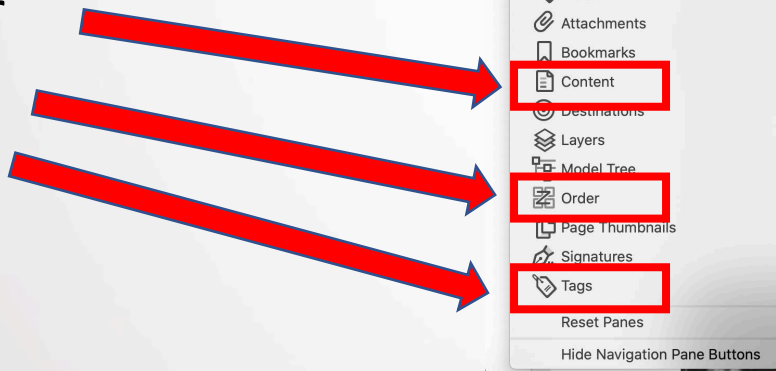 Attachments
Bookmarks
Content
Destinations
Layers
Model Tree
Order
Page Thumbnails
Signatures
Tags
Reset Panes
Hide Navigation Pane Buttons